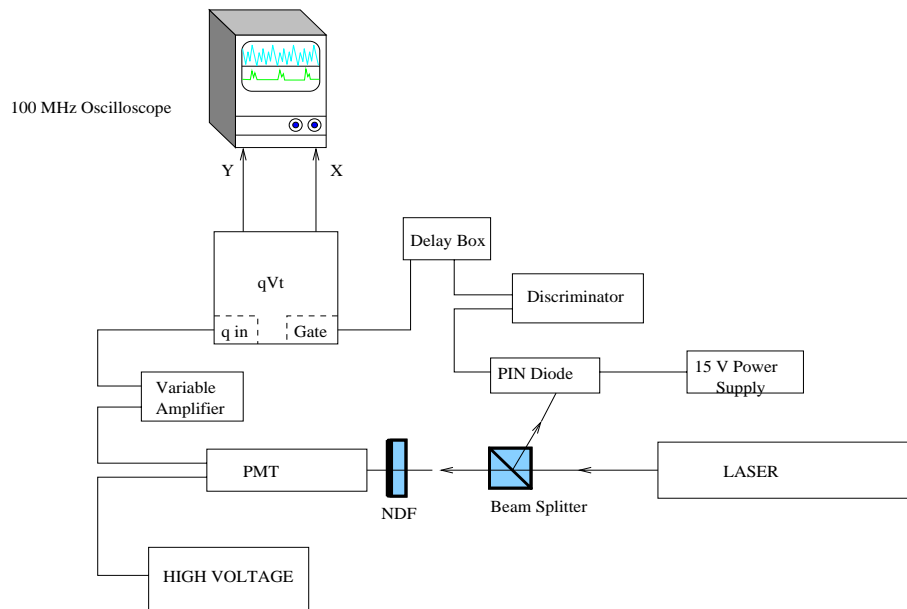 100 MHz Oscilloscope
Y
X
Delay Box
qVt
Discriminator
q in
Gate
PIN Diode
15 V Power
Supply
Variable
Amplifier
PMT
LASER
NDF
Beam Splitter
HIGH VOLTAGE